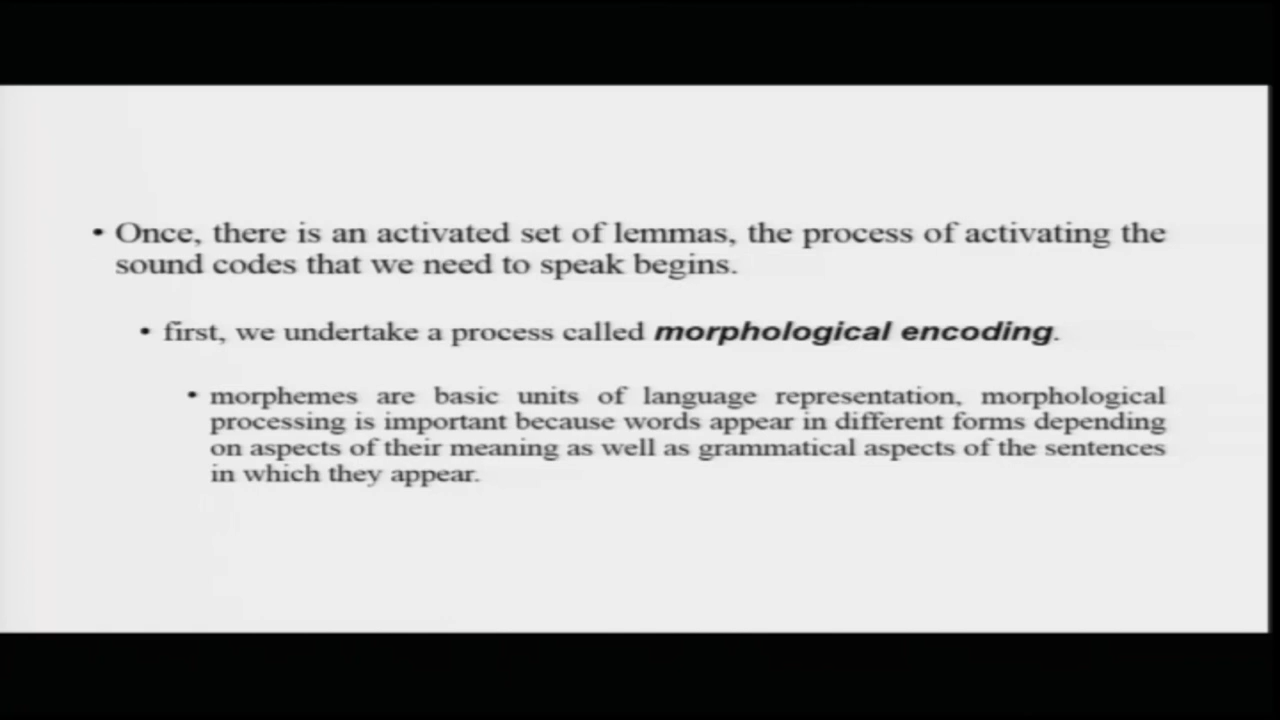 • Once, there is an activated set of lemmas, the process of activating the
sound codes that we need to speak begins.
• first, we undertake a process called morphological encoding.
• morphemes are basic units of language representation, morphological
processing is important because words appear in different forms depending
on aspects of their meaning as well as grammatical aspects of the sentences
in which they appear.